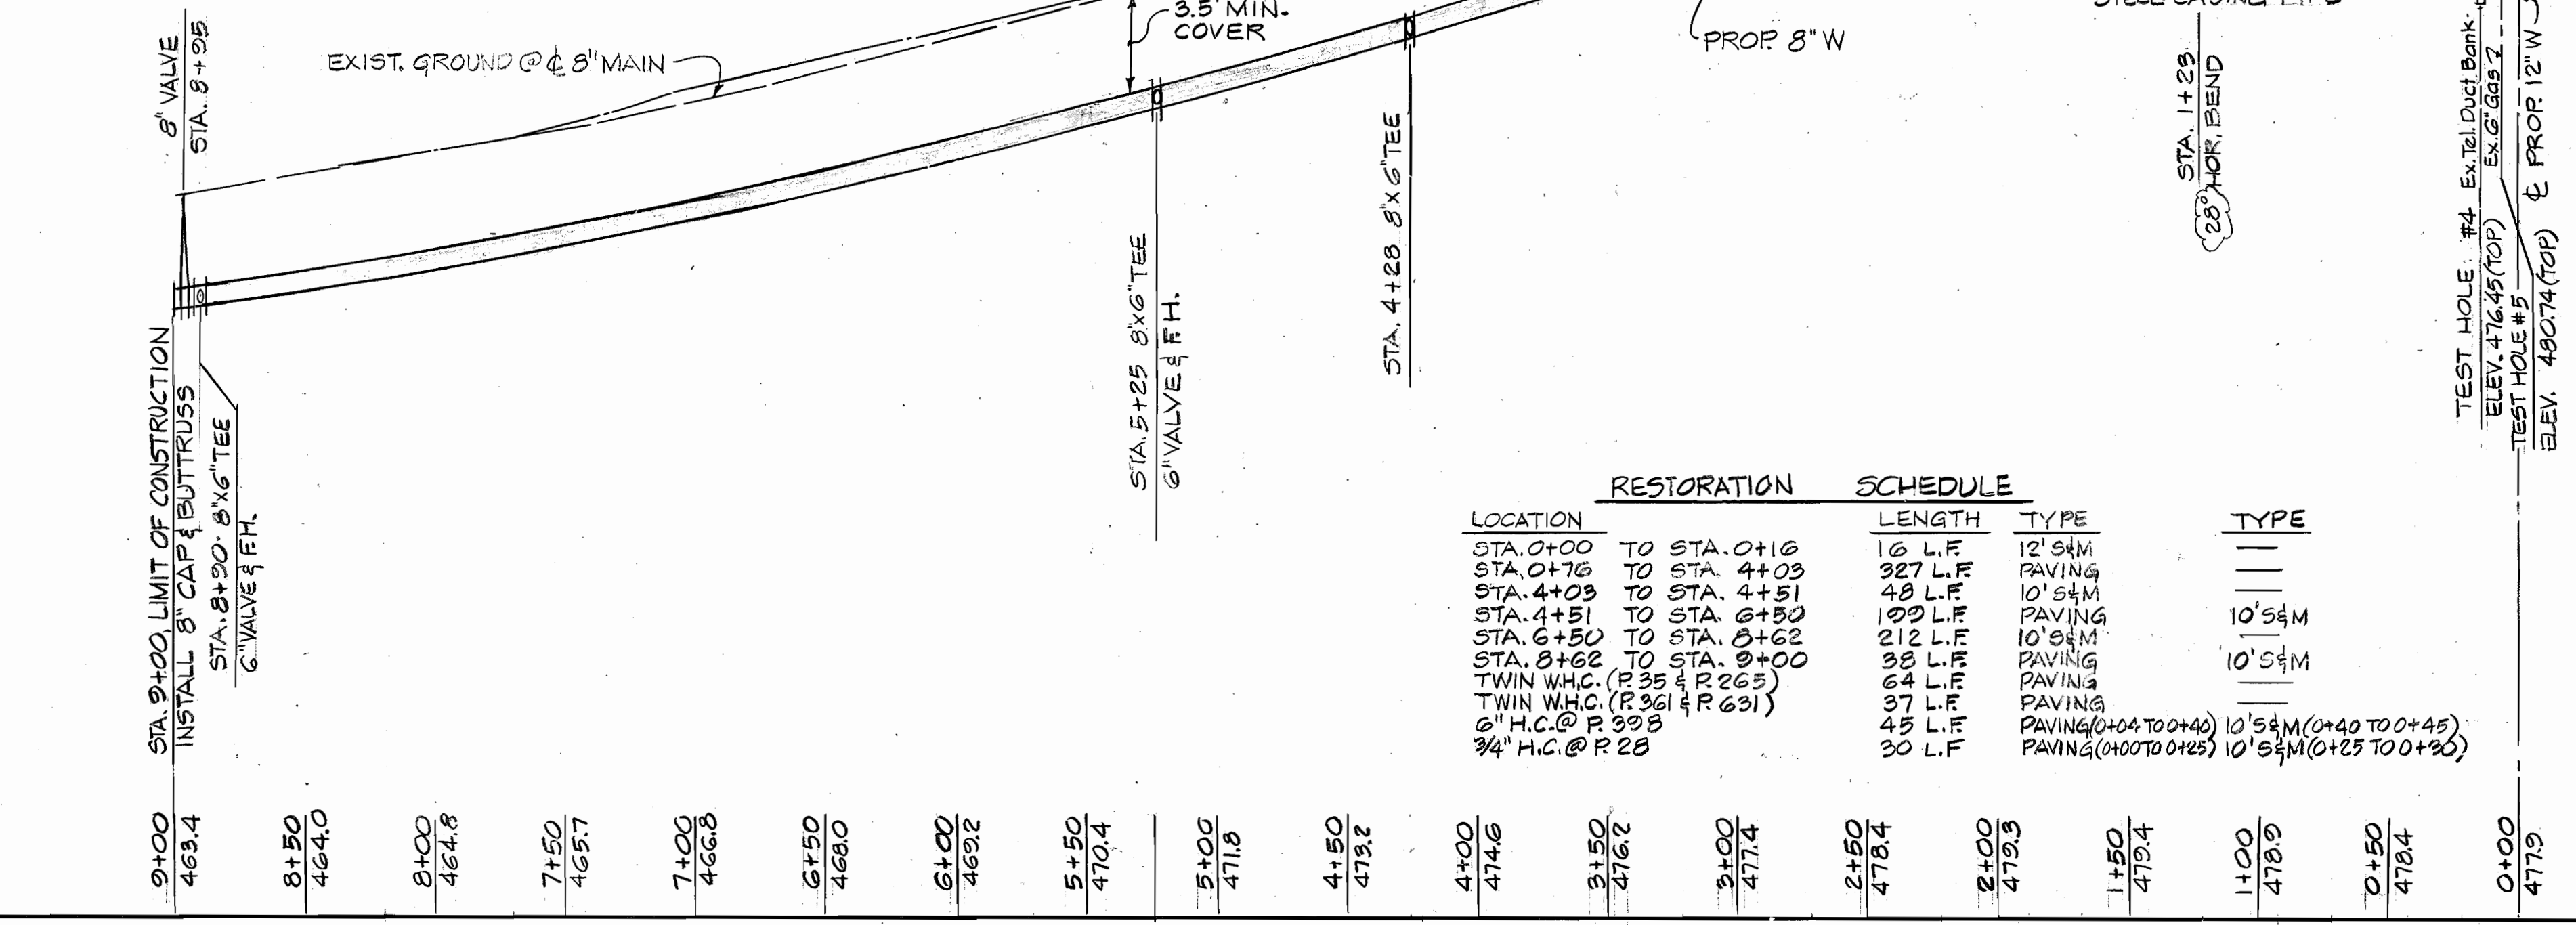 8" VALVE
STA. 8+95
EXIST. GROUND @ ℄ 8" MAIN
3.5' MIN.
COVER
PROP. 8" W
STA. 1+23
28° HOR. BEND
TEST HOLE: #4 Ex. Tel. Duct Bank
ELEV. 476.45 (TOP) Ex. 6" Gas ?
TEST HOLE #5
ELEV. 480.74 (TOP) ℄ PROP. 12" W
STA. 9+00, LIMIT OF CONSTRUCTION
INSTALL 8" CAP & BUTTRUSS
STA. 8+90. 8"x6" TEE
6" VALVE & F.H.
STA. 5+25 8"x6" TEE
6" VALVE & F.H.
STA. 4+28 8"x6" TEE
RESTORATION SCHEDULE
LOCATION LENGTH TYPE TYPE
STA. 0+00 TO STA. 0+16 16 L.F. 12' S&M —
STA. 0+76 TO STA. 4+03 327 L.F. PAVING —
STA. 4+03 TO STA. 4+51 48 L.F. 10' S&M —
STA. 4+51 TO STA. 6+50 199 L.F. PAVING 10' S&M
STA. 6+50 TO STA. 8+62 212 L.F. 10' S&M —
STA. 8+62 TO STA. 9+00 38 L.F. PAVING 10' S&M
TWIN W.H.C. (P. 35 & P. 265) 64 L.F. PAVING —
TWIN W.H.C. (P. 361 & P. 631) 37 L.F. PAVING —
6" H.C. @ P. 398 45 L.F. PAVING (0+04 TO 0+40) 10' S&M (0+40 TO 0+45)
3/4" H.C. @ P. 28 30 L.F. PAVING (0+00 TO 0+25) 10' S&M (0+25 TO 0+30)
9+00
463.4
8+50
464.0
8+00
464.8
7+50
465.7
7+00
466.8
6+50
468.0
6+00
469.2
5+50
470.4
5+00
471.8
4+50
473.2
4+00
474.6
3+50
476.2
3+00
477.4
2+50
478.4
2+00
479.3
1+50
479.4
1+00
478.9
0+50
478.4
0+00
477.9